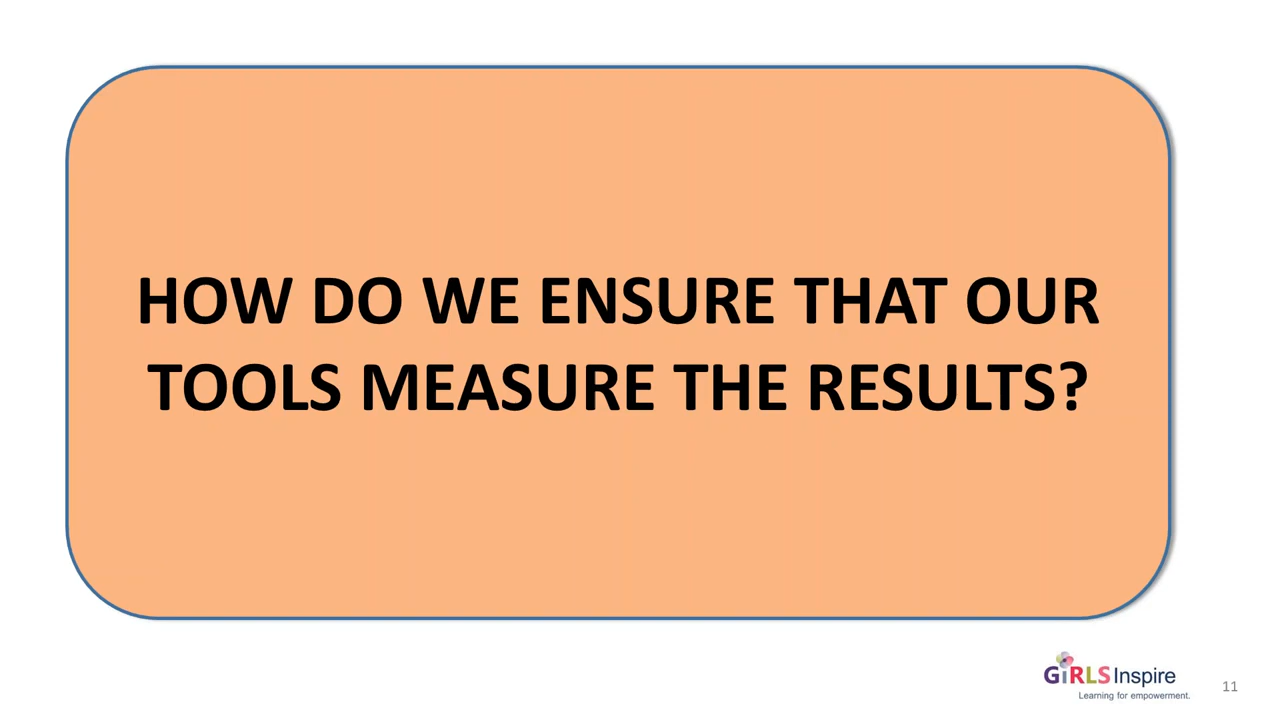 HOW DO WE ENSURE THAT OUR
TOOLS MEASURE THE RESULTS?
GiRLS Inspire
Learning for empowerment.
11